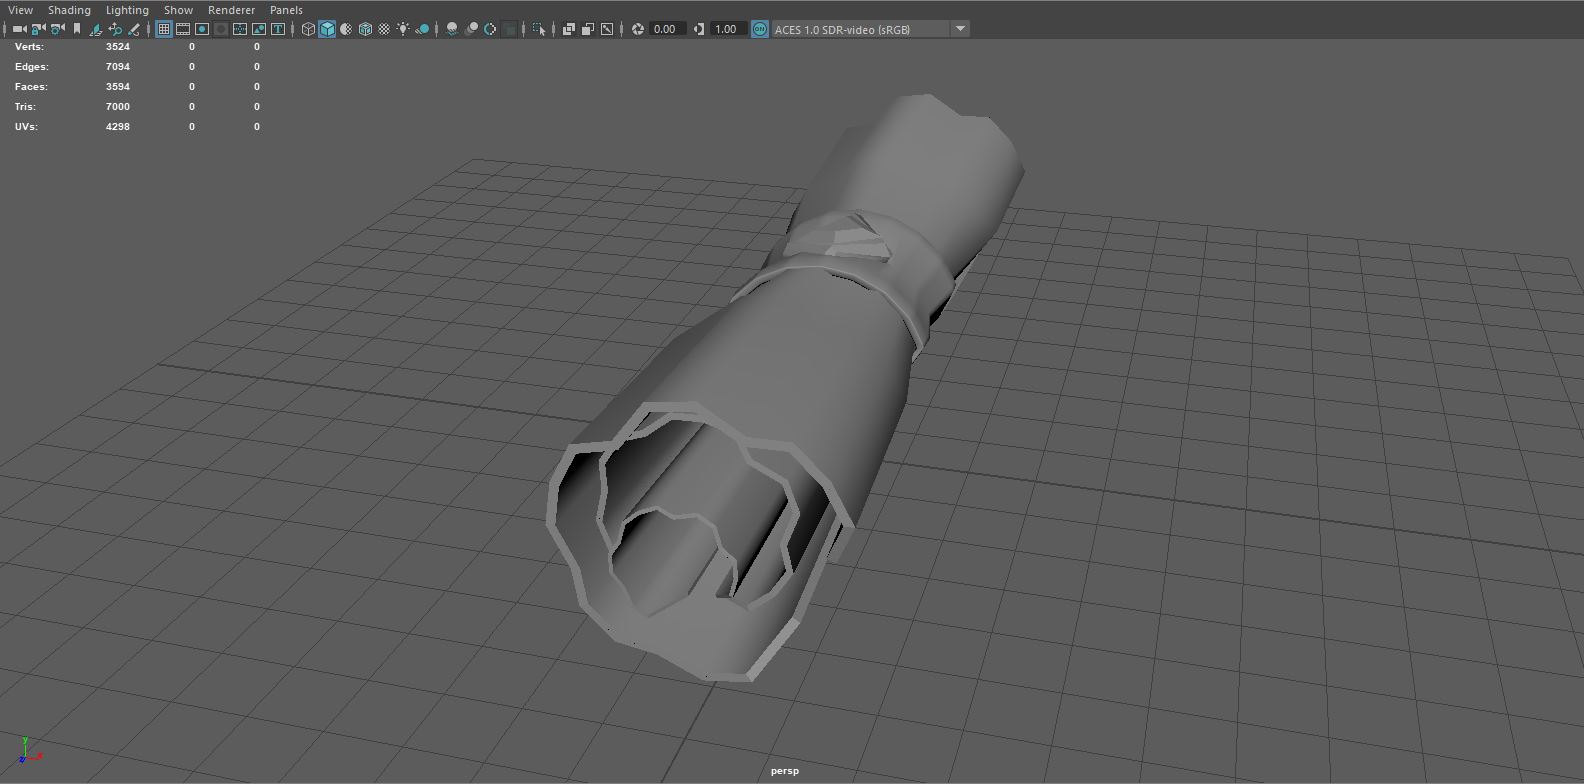 View Shading Lighting Show Renderer Panels
0.00 1.00 ON ACES 1.0 SDR-video (sRGB)
Verts: 3524 0 0
Edges: 7094 0 0
Faces: 3594 0 0
Tris: 7000 0 0
UVs: 4298 0 0
y
z x
persp